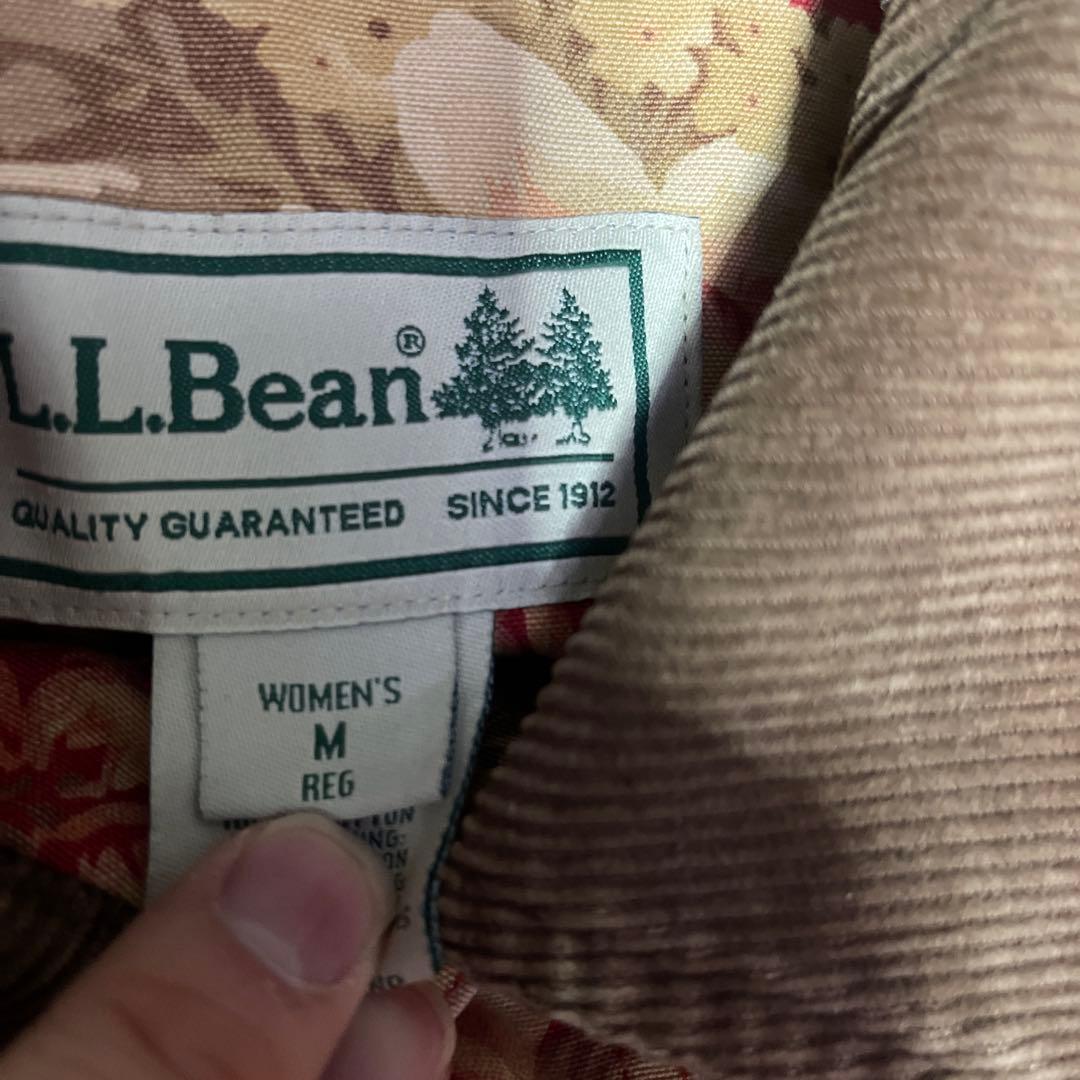 L.L.Bean®
QUALITY GUARANTEED SINCE 1912
WOMEN'S
M
REG